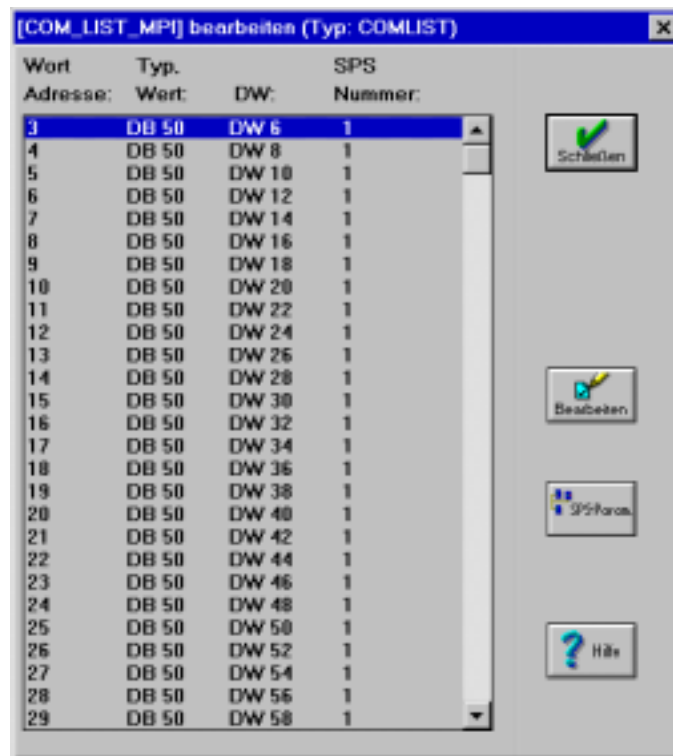 [COM_LIST_MPI] bearbeiten (Typ: COMLIST)
Wort Typ. SPS
Adresse: Wert: DW: Nummer:
3 DB 50 DW 6 1
4 DB 50 DW 8 1
5 DB 50 DW 10 1
6 DB 50 DW 12 1
7 DB 50 DW 14 1
8 DB 50 DW 16 1
9 DB 50 DW 18 1
10 DB 50 DW 20 1
11 DB 50 DW 22 1
12 DB 50 DW 24 1
13 DB 50 DW 26 1
14 DB 50 DW 28 1
15 DB 50 DW 30 1
16 DB 50 DW 32 1
17 DB 50 DW 34 1
18 DB 50 DW 36 1
19 DB 50 DW 38 1
20 DB 50 DW 40 1
21 DB 50 DW 42 1
22 DB 50 DW 44 1
23 DB 50 DW 46 1
24 DB 50 DW 48 1
25 DB 50 DW 50 1
26 DB 50 DW 52 1
27 DB 50 DW 54 1
28 DB 50 DW 56 1
29 DB 50 DW 58 1
Schließen
Bearbeiten
SPS-Param.
Hilfe